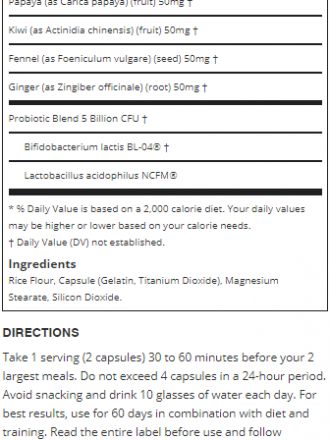 Papaya (as Carica papaya) (fruit) 50mg †
Kiwi (as Actinidia chinensis) (fruit) 50mg †
Fennel (as Foeniculum vulgare) (seed) 50mg †
Ginger (as Zingiber officinale) (root) 50mg †
Probiotic Blend 5 Billion CFU †
Bifidobacterium lactis BL-04® †
Lactobacillus acidophilus NCFM®
* % Daily Value is based on a 2,000 calorie diet. Your daily values
may be higher or lower based on your calorie needs.
† Daily Value (DV) not established.
Ingredients
Rice Flour, Capsule (Gelatin, Titanium Dioxide), Magnesium
Stearate, Silicon Dioxide.
DIRECTIONS
Take 1 serving (2 capsules) 30 to 60 minutes before your 2
largest meals. Do not exceed 4 capsules in a 24-hour period.
Avoid snacking and drink 10 glasses of water each day. For
best results, use for 60 days in combination with diet and
training. Read the entire label before use and follow